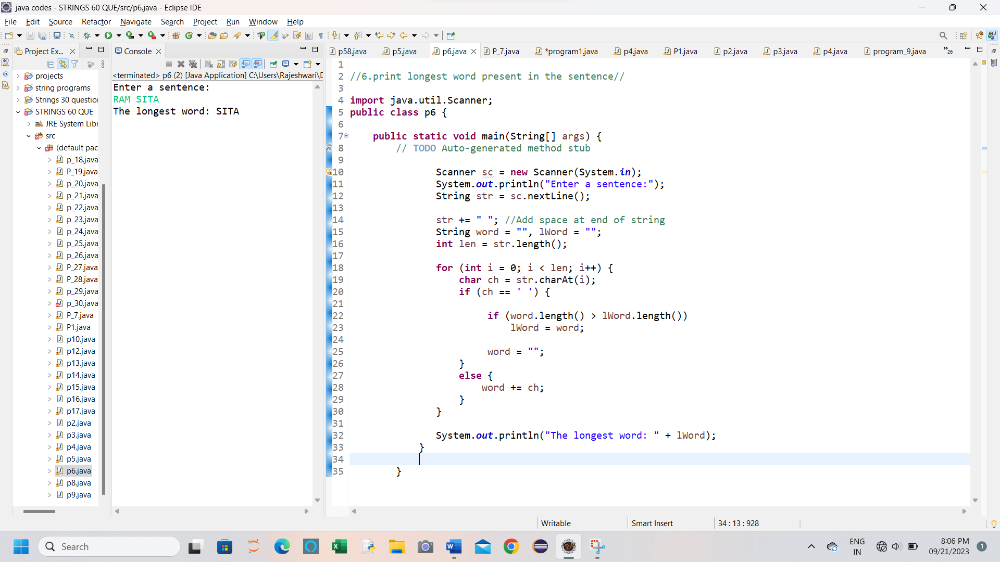 java codes - STRINGS 60 QUE/src/p6.java - Eclipse IDE
File Edit Source Refactor Navigate Search Project Run Window Help
Project Ex...
projects
string programs
Strings 30 question
STRINGS 60 QUE
JRE System Libr
src
(default pac
p_18.java
P_19.java
p_20.java
p_21.java
p_22.java
p_23.java
p_24.java
p_25.java
p_26.java
P_27.java
P_28.java
p_29.java
p_30.java
P_7.java
P1.java
p10.java
p12.java
p13.java
p14.java
p15.java
p16.java
p17.java
p2.java
p3.java
p4.java
p5.java
p6.java
p8.java
p9.java
Console
<terminated> p6 (2) [Java Application] C:\Users\Rajeshwari\D
Enter a sentence:
RAM SITA
The longest word: SITA
p58.java p5.java p6.java P_7.java *program1.java p4.java P1.java p2.java p3.java p4.java program_9.java »26
1
2 //6.print longest word present in the sentence//
3
4 import java.util.Scanner;
5 public class p6 {
6
7 public static void main(String[] args) {
8 // TODO Auto-generated method stub
9
10 Scanner sc = new Scanner(System.in);
11 System.out.println("Enter a sentence:");
12 String str = sc.nextLine();
13
14 str += " "; //Add space at end of string
15 String word = "", lWord = "";
16 int len = str.length();
17
18 for (int i = 0; i < len; i++) {
19 char ch = str.charAt(i);
20 if (ch == ' ') {
21
22 if (word.length() > lWord.length())
23 lWord = word;
24
25 word = "";
26 }
27 else {
28 word += ch;
29 }
30 }
31
32 System.out.println("The longest word: " + lWord);
33 }
34
35 }
Writable Smart Insert 34 : 13 : 928
Search
ENG
IN
8:06 PM
09/21/2023
1